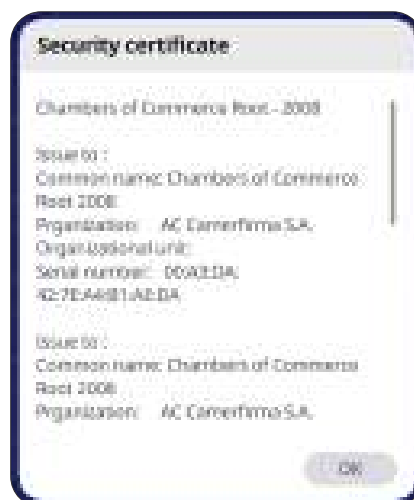 Security certificate
Chambers of Commerce Root - 2008
Issue to :
Common name: Chambers of Commerce
Root 2008
Prganization: AC Camerfirma S.A.
Organizational unit:
Serial number: 00:A3:DA:
42:7E:A4:B1:AE:DA
Issue to :
Common name: Chambers of Commerce
Root 2008
Prganization: AC Camerfirma S.A.
OK